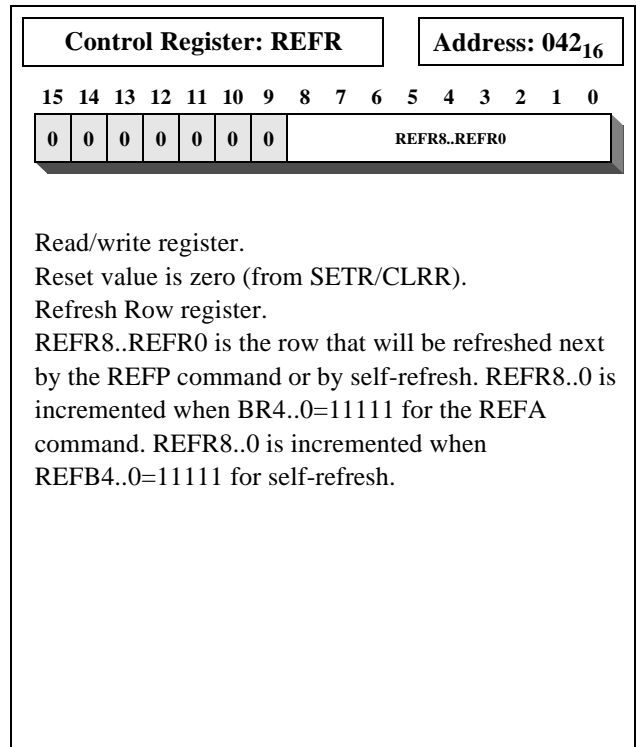 Control Register: REFR
Address: 042₁₆
15 14 13 12 11 10 9 8 7 6 5 4 3 2 1 0
0 0 0 0 0 0 0 REFR8..REFR0
Read/write register.
Reset value is zero (from SETR/CLRR).
Refresh Row register.
REFR8..REFR0 is the row that will be refreshed next
by the REFP command or by self-refresh. REFR8..0 is
incremented when BR4..0=11111 for the REFA
command. REFR8..0 is incremented when
REFB4..0=11111 for self-refresh.